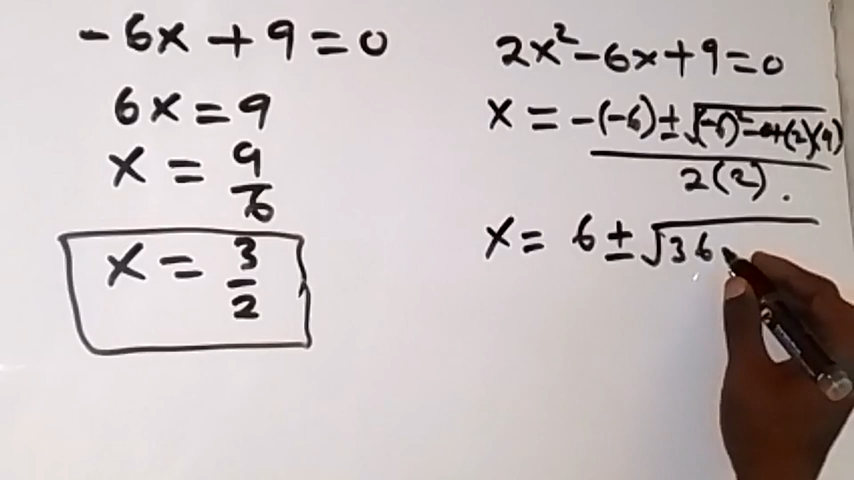 -6x + 9 = 0
6x = 9
x = 9/6
x = 3/2
2x² - 6x + 9 = 0
x = -(-6) ± √(-6)² - 4(2)(9)
2(2).
x = 6 ± √36